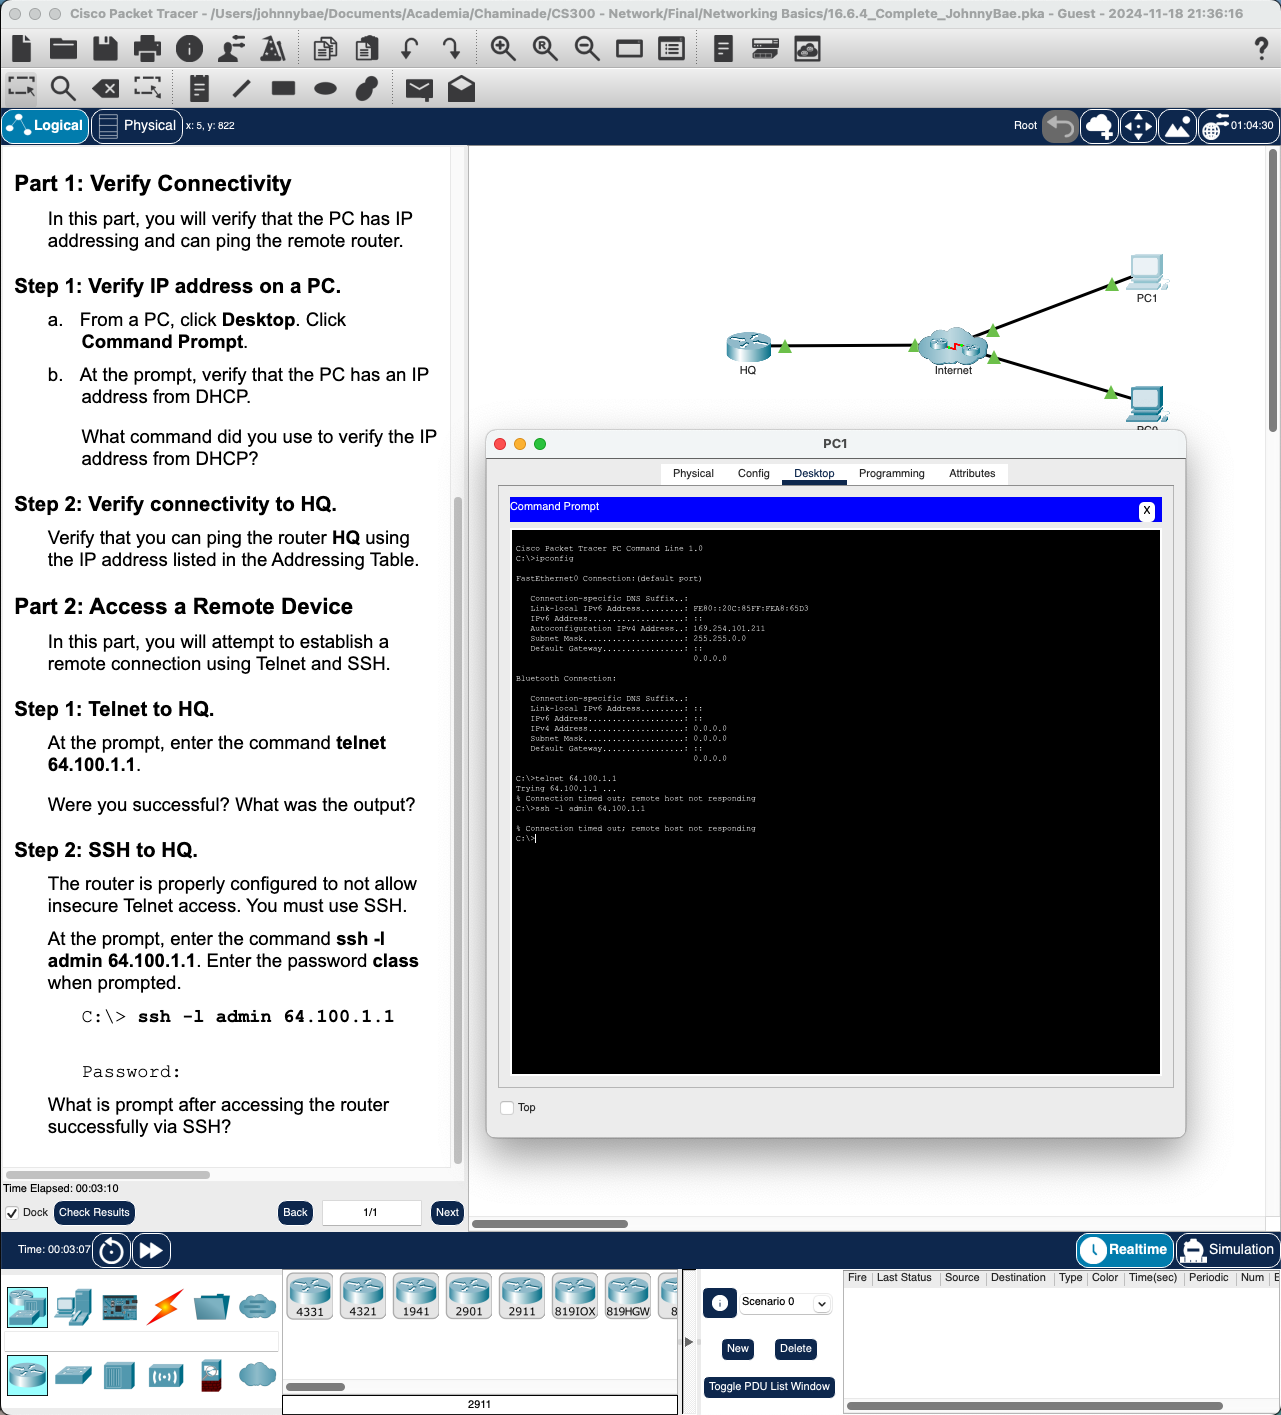 Cisco Packet Tracer - /Users/johnnybae/Documents/Academia/Chaminade/CS300 - Network/Final/Networking Basics/16.6.4_Complete_JohnnyBae.pka - Guest - 2024-11-18 21:36:16
Logical
Physical
x: 5, y: 822
Root
01:04:30
Part 1: Verify Connectivity
In this part, you will verify that the PC has IP
addressing and can ping the remote router.
Step 1: Verify IP address on a PC.
a. From a PC, click Desktop. Click
Command Prompt.
b. At the prompt, verify that the PC has an IP
address from DHCP.
What command did you use to verify the IP
address from DHCP?
Step 2: Verify connectivity to HQ.
Verify that you can ping the router HQ using
the IP address listed in the Addressing Table.
Part 2: Access a Remote Device
In this part, you will attempt to establish a
remote connection using Telnet and SSH.
Step 1: Telnet to HQ.
At the prompt, enter the command telnet
64.100.1.1.
Were you successful? What was the output?
Step 2: SSH to HQ.
The router is properly configured to not allow
insecure Telnet access. You must use SSH.
At the prompt, enter the command ssh -l
admin 64.100.1.1. Enter the password class
when prompted.
C:\> ssh -l admin 64.100.1.1
Password:
What is prompt after accessing the router
successfully via SSH?
Time Elapsed: 00:03:10
Dock
Check Results
Back
1/1
Next
PC1
HQ
Internet
PC0
PC1
Physical
Config
Desktop
Programming
Attributes
Command Prompt
X
Cisco Packet Tracer PC Command Line 1.0
C:\>ipconfig
FastEthernet0 Connection:(default port)
Connection-specific DNS Suffix..:
Link-local IPv6 Address.........: FE80::20C:85FF:FEA8:65D3
IPv6 Address....................: ::
Autoconfiguration IPv4 Address..: 169.254.101.211
Subnet Mask.....................: 255.255.0.0
Default Gateway.................: ::
0.0.0.0
Bluetooth Connection:
Connection-specific DNS Suffix..:
Link-local IPv6 Address.........: ::
IPv6 Address....................: ::
IPv4 Address....................: 0.0.0.0
Subnet Mask.....................: 0.0.0.0
Default Gateway.................: ::
0.0.0.0
C:\>telnet 64.100.1.1
Trying 64.100.1.1 ...
% Connection timed out; remote host not responding
C:\>ssh -l admin 64.100.1.1
% Connection timed out; remote host not responding
C:\>
Top
Time: 00:03:07
Realtime
Simulation
4331
4321
1941
2901
2911
819IOX
819HGW
8
2911
Scenario 0
New
Delete
Toggle PDU List Window
Fire
Last Status
Source
Destination
Type
Color
Time(sec)
Periodic
Num
E